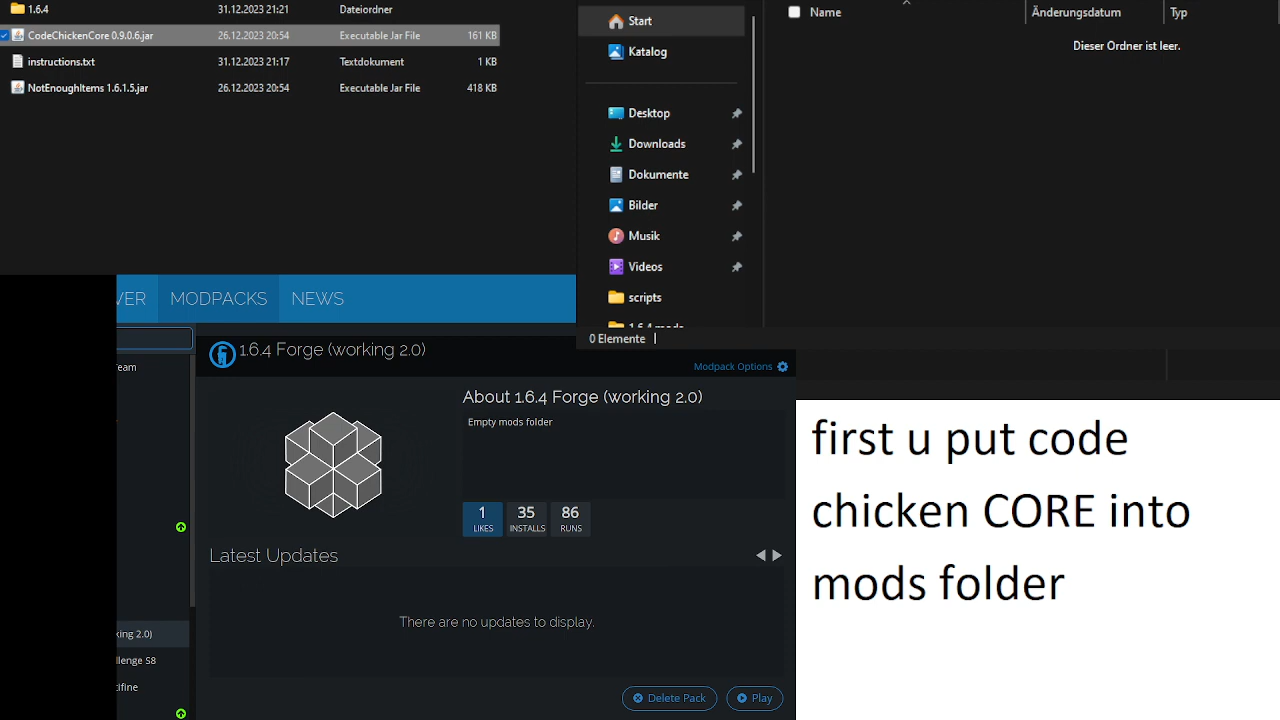 1.6.4 31.12.2023 21:21 Dateiordner
CodeChickenCore 0.9.0.6.jar 26.12.2023 20:54 Executable Jar File 161 KB
instructions.txt 31.12.2023 21:17 Textdokument 1 KB
NotEnoughItems 1.6.1.5.jar 26.12.2023 20:54 Executable Jar File 418 KB
Start
Katalog
Desktop
Downloads
Dokumente
Bilder
Musik
Videos
scripts
1.6.4 mods
0 Elemente
Name Änderungsdatum Typ
Dieser Ordner ist leer.
VER MODPACKS NEWS
eam
king 2.0)
llenge S8
tifine
1.6.4 Forge (working 2.0)
Modpack Options
About 1.6.4 Forge (working 2.0)
Empty mods folder
1 35 86
LIKES INSTALLS RUNS
Latest Updates
There are no updates to display.
Delete Pack Play
first u put code
chicken CORE into
mods folder